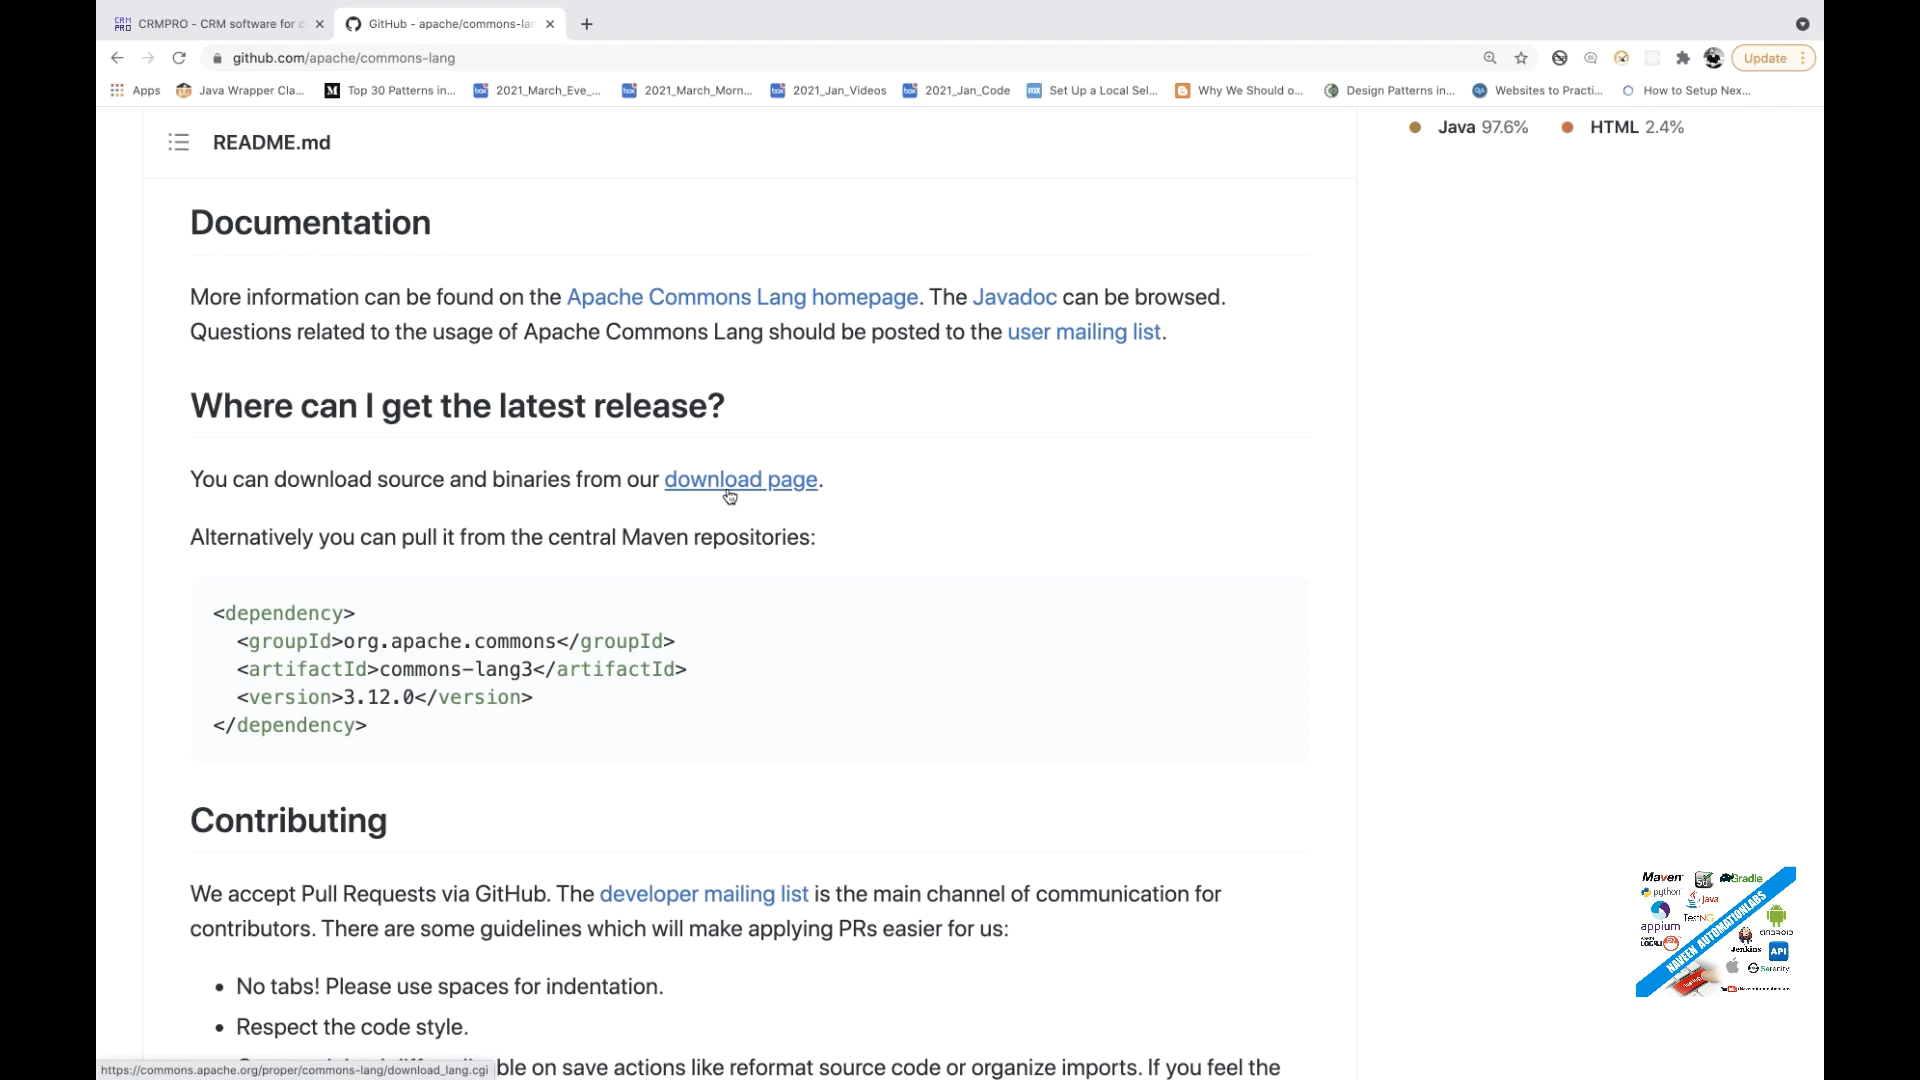 CRM PRO CRMPRO - CRM software for c
GitHub - apache/commons-lan
github.com/apache/commons-lang
Update
Apps
Java Wrapper Cla...
Top 30 Patterns in...
2021_March_Eve_...
2021_March_Morn...
2021_Jan_Videos
2021_Jan_Code
Set Up a Local Sel...
Why We Should o...
Design Patterns in...
Websites to Practi...
How to Setup Nex...
README.md
Java 97.6% HTML 2.4%
Documentation
More information can be found on the Apache Commons Lang homepage. The Javadoc can be browsed.
Questions related to the usage of Apache Commons Lang should be posted to the user mailing list.
Where can I get the latest release?
You can download source and binaries from our download page.
Alternatively you can pull it from the central Maven repositories:
<dependency>
  <groupId>org.apache.commons</groupId>
  <artifactId>commons-lang3</artifactId>
  <version>3.12.0</version>
</dependency>
Contributing
We accept Pull Requests via GitHub. The developer mailing list is the main channel of communication for
contributors. There are some guidelines which will make applying PRs easier for us:
No tabs! Please use spaces for indentation.
Respect the code style.
ble on save actions like reformat source code or organize imports. If you feel the
https://commons.apache.org/proper/commons-lang/download_lang.cgi
Maven Se Gradle
python Java
TestNG
appium ANDROID
Jenkins API
Serenity
NAVEEN AUTOMATIONLABS